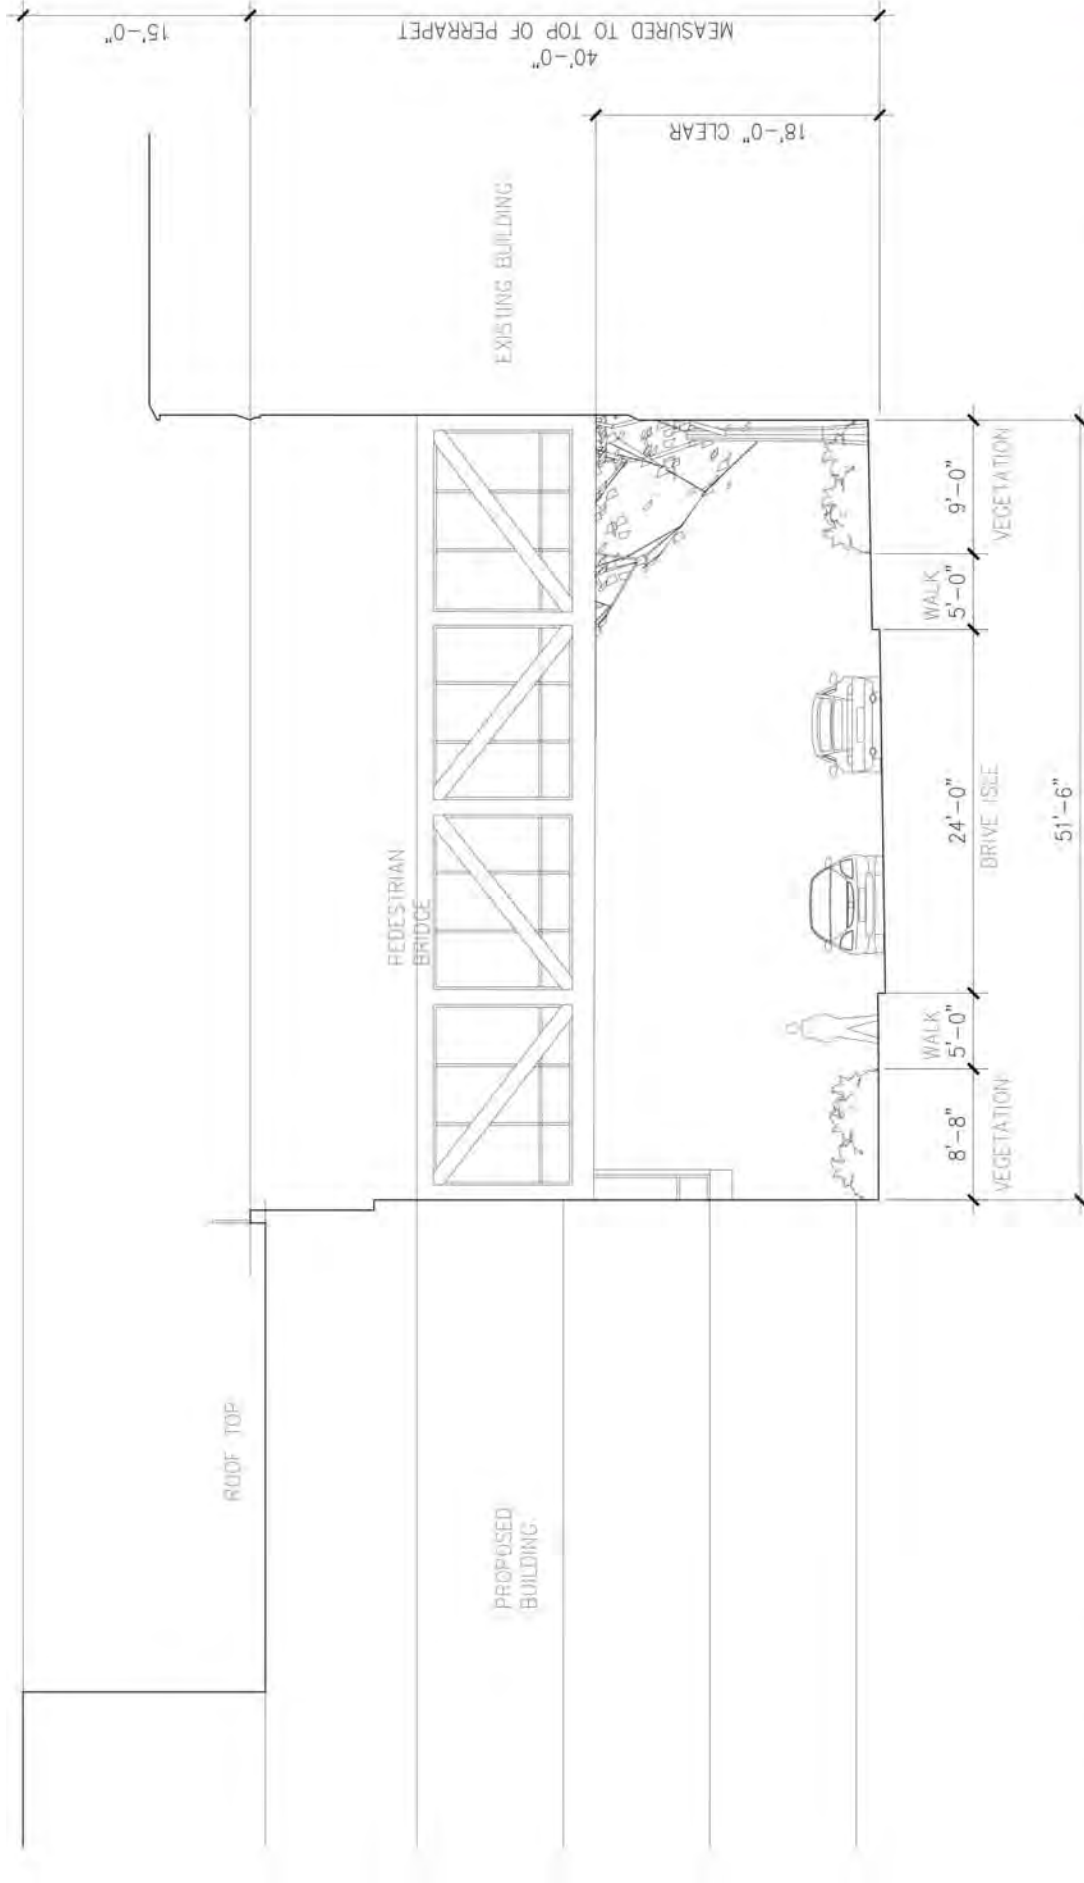 15'-0"
40'-0"
MEASURED TO TOP OF PERRAPET
18'-0" CLEAR
ROOF TOP
PEDESTRIAN
BRIDGE
PROPOSED
BUILDING
EXISTING BUILDING
8'-8"
VEGETATION
WALK
5'-0"
24'-0"
DRIVE ISLE
WALK
5'-0"
9'-0"
VEGETATION
51'-6"